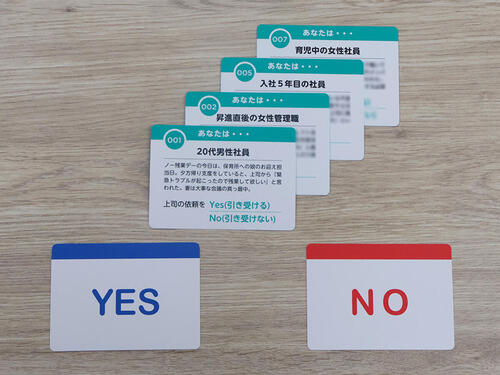 007
あなたは・・・
育児中の女性社員
005
あなたは・・・
入社5年目の社員
002
あなたは・・・
昇進直後の女性管理職
001
あなたは・・・
20代男性社員
ノー残業デーの今日は、保育所への娘のお迎え担
当日。夕方帰り支度をしていると、上司から「緊
急トラブルが起こったので残業して欲しい」と言
われた。妻は大事な会議の真っ最中。
上司の依頼を Yes(引き受ける)
No(引き受けない)
YES
NO